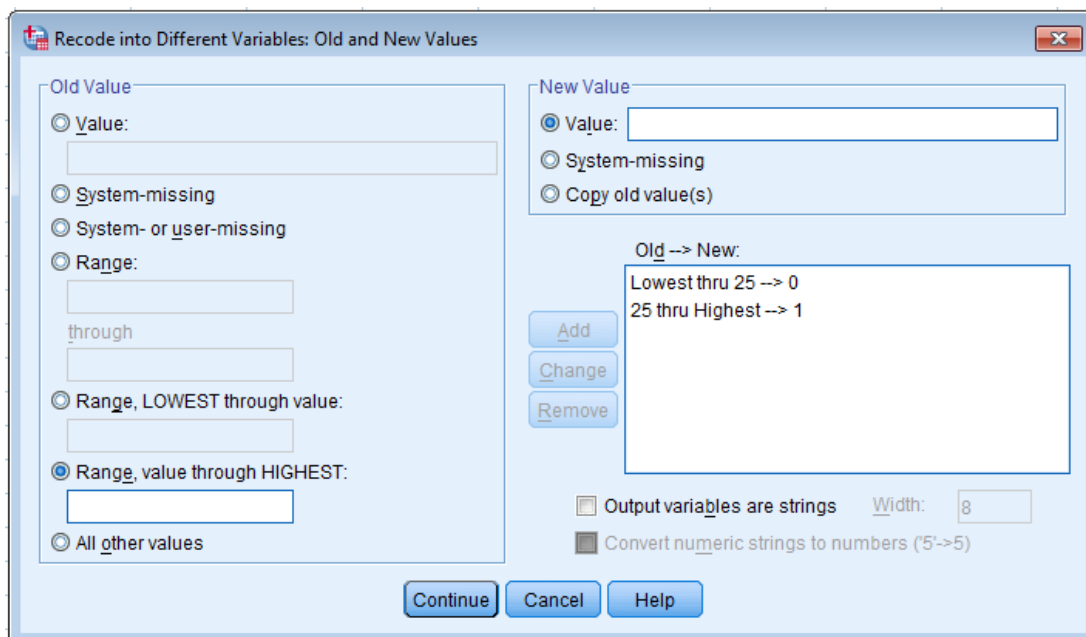 Recode into Different Variables: Old and New Values
Old Value
Value:
System-missing
System- or user-missing
Range:
through
Range, LOWEST through value:
Range, value through HIGHEST:
All other values
New Value
Value:
System-missing
Copy old value(s)
Old --> New:
Lowest thru 25 --> 0
25 thru Highest --> 1
Add
Change
Remove
Output variables are strings Width: 8
Convert numeric strings to numbers ('5'->5)
Continue Cancel Help